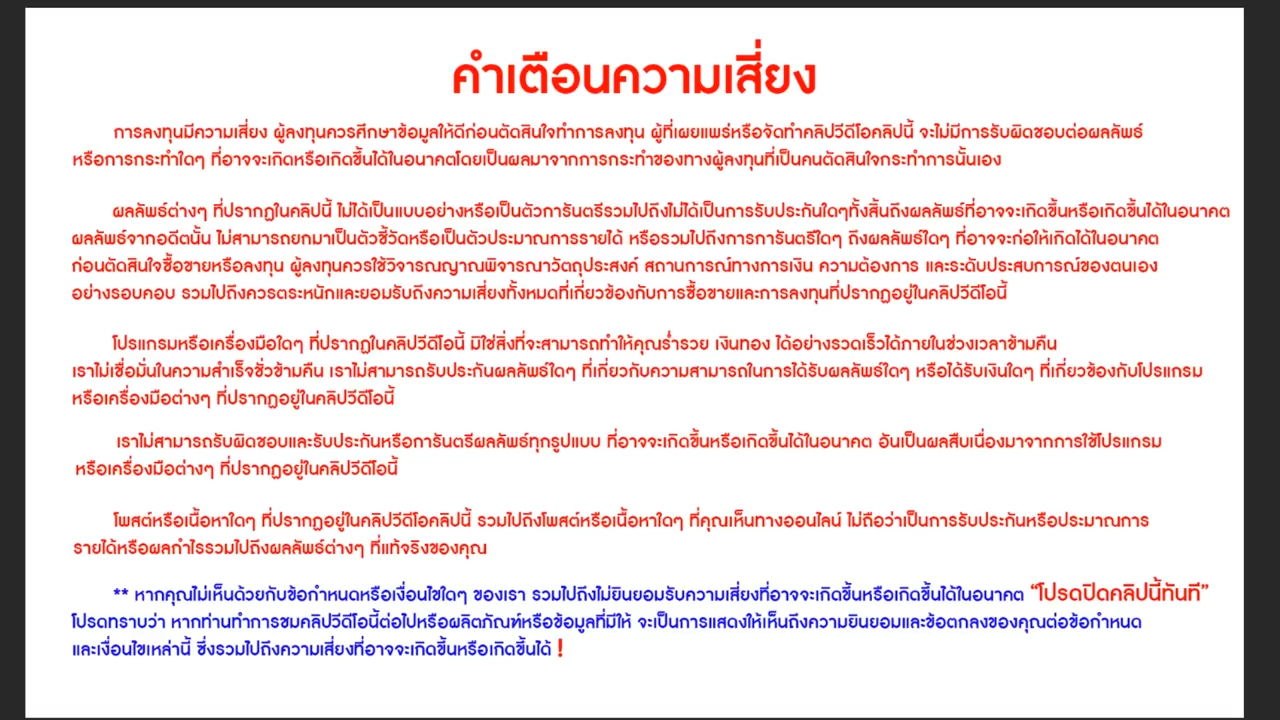 คำเตือนความเสี่ยง
การลงทุนมีความเสี่ยง ผู้ลงทุนควรศึกษาข้อมูลให้ดีก่อนตัดสินใจทำการลงทุน ผู้ที่เผยแพร่หรือจัดทำคลิปวีดีโอคลิปนี้ จะไม่มีการรับผิดชอบต่อผลลัพธ์
หรือการกระทำใดๆ ที่อาจจะเกิดหรือเกิดขึ้นได้ในอนาคตโดยเป็นผลมาจากการกระทำของทางผู้ลงทุนที่เป็นคนตัดสินใจกระทำการนั้นเอง
ผลลัพธ์ต่างๆ ที่ปรากฏในคลิปนี้ ไม่ได้เป็นแบบอย่างหรือเป็นตัวการันตรีรวมไปถึงไม่ได้เป็นการรับประกันใดๆทั้งสิ้นถึงผลลัพธ์ที่อาจจะเกิดขึ้นหรือเกิดขึ้นได้ในอนาคต
ผลลัพธ์จากอดีตนั้น ไม่สามารถยกมาเป็นตัวชี้วัดหรือเป็นตัวประมาณการรายได้ หรือรวมไปถึงการการันตรีใดๆ ถึงผลลัพธ์ใดๆ ที่อาจจะก่อให้เกิดได้ในอนาคต
ก่อนตัดสินใจซื้อขายหรือลงทุน ผู้ลงทุนควรใช้วิจารณญาณพิจารณาวัตถุประสงค์ สถานการณ์ทางการเงิน ความต้องการ และระดับประสบการณ์ของตนเอง
อย่างรอบคอบ รวมไปถึงควรตระหนักและยอมรับถึงความเสี่ยงทั้งหมดที่เกี่ยวข้องกับการซื้อขายและการลงทุนที่ปรากฏอยู่ในคลิปวีดีโอนี้
โปรแกรมหรือเครื่องมือใดๆ ที่ปรากฏในคลิปวีดีโอนี้ มิใช่สิ่งที่จะสามารถทำให้คุณร่ำรวย เงินทอง ได้อย่างรวดเร็วได้ภายในช่วงเวลาข้ามคืน
เราไม่เชื่อมั่นในความสำเร็จชั่วข้ามคืน เราไม่สามารถรับประกันผลลัพธ์ใดๆ ที่เกี่ยวกับความสามารถในการได้รับผลลัพธ์ใดๆ หรือได้รับเงินใดๆ ที่เกี่ยวข้องกับโปรแกรม
หรือเครื่องมือต่างๆ ที่ปรากฏอยู่ในคลิปวีดีโอนี้
เราไม่สามารถรับผิดชอบและรับประกันหรือการันตรีผลลัพธ์ทุกรูปแบบ ที่อาจจะเกิดขึ้นหรือเกิดขึ้นได้ในอนาคต อันเป็นผลสืบเนื่องมาจากการใช้โปรแกรม
หรือเครื่องมือต่างๆ ที่ปรากฏอยู่ในคลิปวีดีโอนี้
โพสต์หรือเนื้อหาใดๆ ที่ปรากฏอยู่ในคลิปวีดีโอคลิปนี้ รวมไปถึงโพสต์หรือเนื้อหาใดๆ ที่คุณเห็นทางออนไลน์ ไม่ถือว่าเป็นการรับประกันหรือประมาณการ
รายได้หรือผลกำไรรวมไปถึงผลลัพธ์ต่างๆ ที่แท้จริงของคุณ
** หากคุณไม่เห็นด้วยกับข้อกำหนดหรือเงื่อนไขใดๆ ของเรา รวมไปถึงไม่ยินยอมรับความเสี่ยงที่อาจจะเกิดขึ้นหรือเกิดขึ้นได้ในอนาคต “โปรดปิดคลิปนี้ทันที”
โปรดทราบว่า หากท่านทำการชมคลิปวีดีโอนี้ต่อไปหรือผลิตภัณฑ์หรือข้อมูลที่มีให้ จะเป็นการแสดงให้เห็นถึงความยินยอมและข้อตกลงของคุณต่อข้อกำหนด
และเงื่อนไขเหล่านี้ ซึ่งรวมไปถึงความเสี่ยงที่อาจจะเกิดขึ้นหรือเกิดขึ้นได้ !